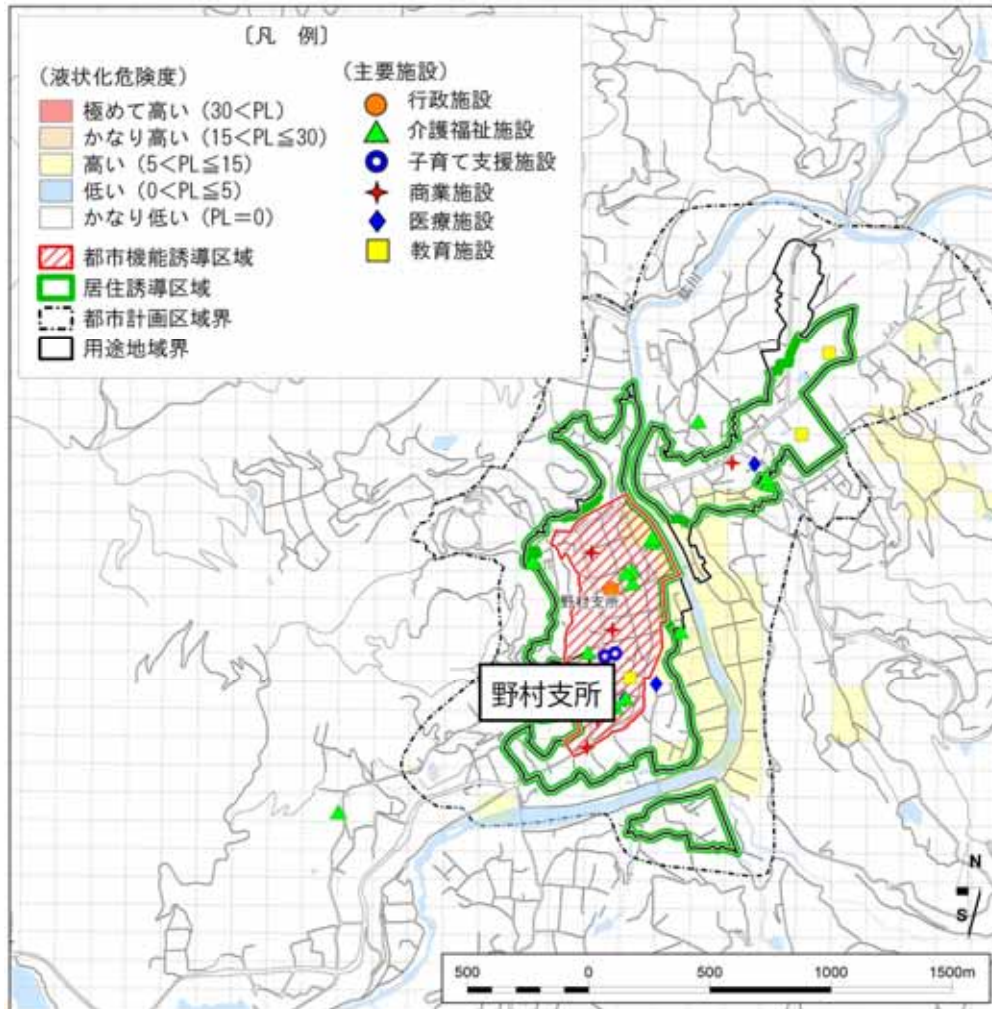 〔凡 例〕
(液状化危険度)
極めて高い (30<PL)
かなり高い (15<PL≦30)
高い (5<PL≦15)
低い (0<PL≦5)
かなり低い (PL=0)
都市機能誘導区域
居住誘導区域
都市計画区域界
用途地域界
(主要施設)
行政施設
介護福祉施設
子育て支援施設
商業施設
医療施設
教育施設
野村支所
野村支所
N
S
500 0 500 1000 1500m